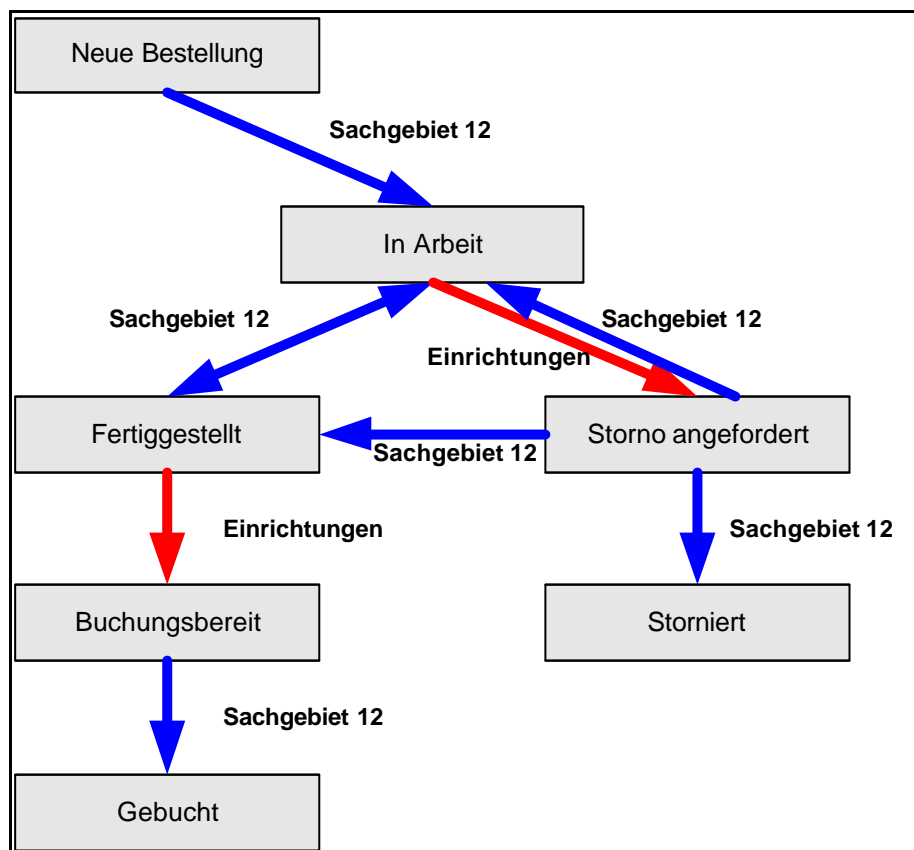 Neue Bestellung
Sachgebiet 12
In Arbeit
Sachgebiet 12
Sachgebiet 12
Einrichtungen
Fertiggestellt
Storno angefordert
Sachgebiet 12
Einrichtungen
Sachgebiet 12
Buchungsbereit
Storniert
Sachgebiet 12
Gebucht